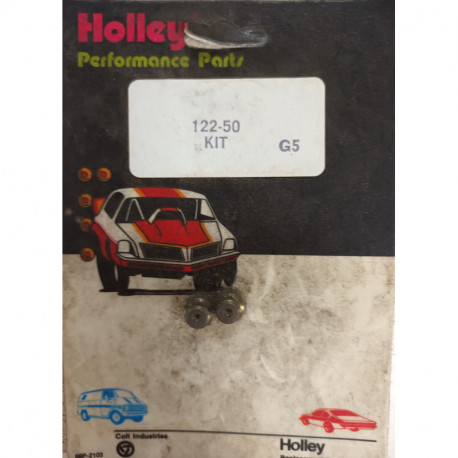 Holley
Performance Parts
122-50
KIT
G5
Colt Industries
Holley